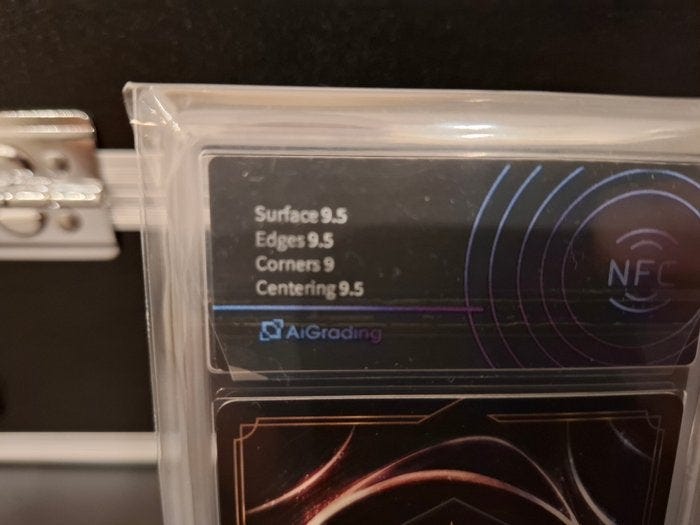 Surface 9.5
Edges 9.5
Corners 9
Centering 9.5
AiGrading
NFC